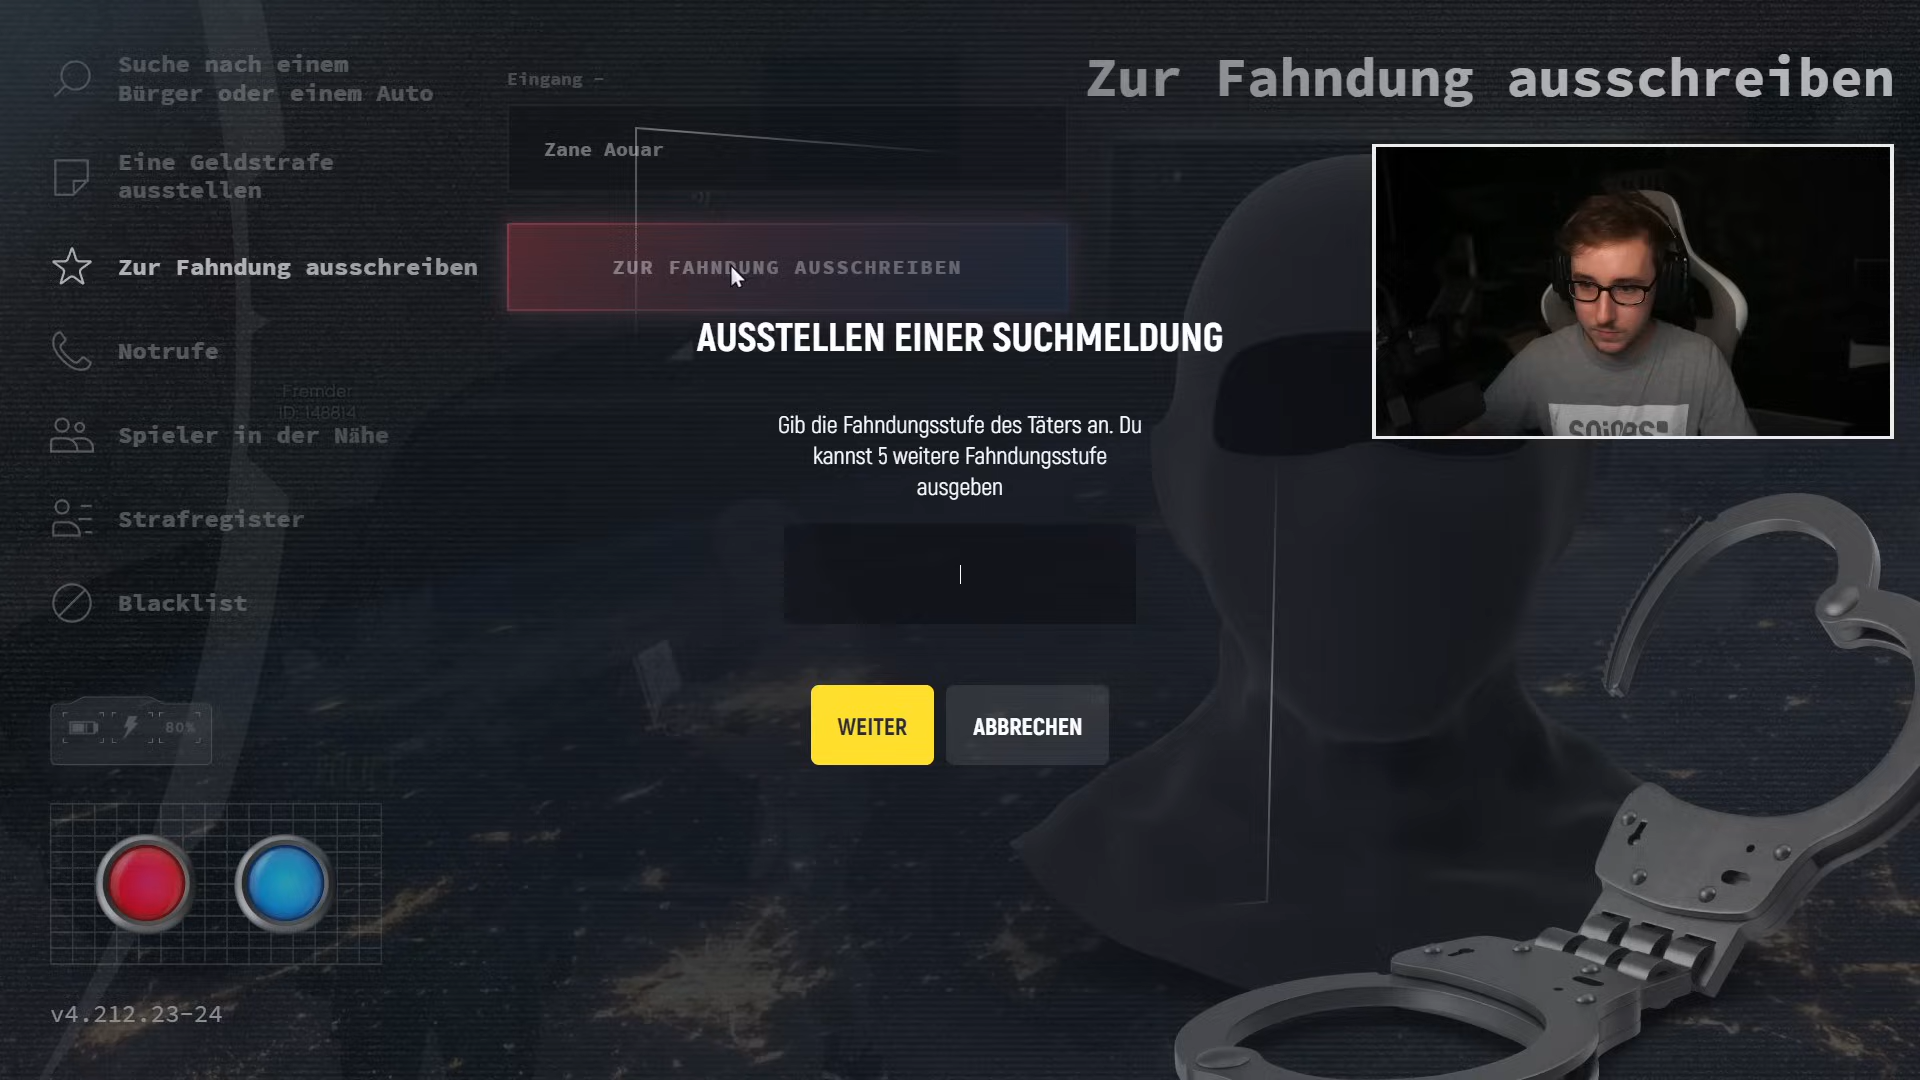 Suche nach einem
Bürger oder einem Auto
Eine Geldstrafe
ausstellen
Zur Fahndung ausschreiben
Notrufe
Fremder
ID: 148814
Spieler in der Nähe
Strafregister
Blacklist
80%
v4.212.23-24
Eingang –
Zane Aouar
ZUR FAHNDUNG AUSSCHREIBEN
Zur Fahndung ausschreiben
AUSSTELLEN EINER SUCHMELDUNG
Gib die Fahndungsstufe des Täters an. Du
kannst 5 weitere Fahndungsstufe
ausgeben
WEITER
ABBRECHEN